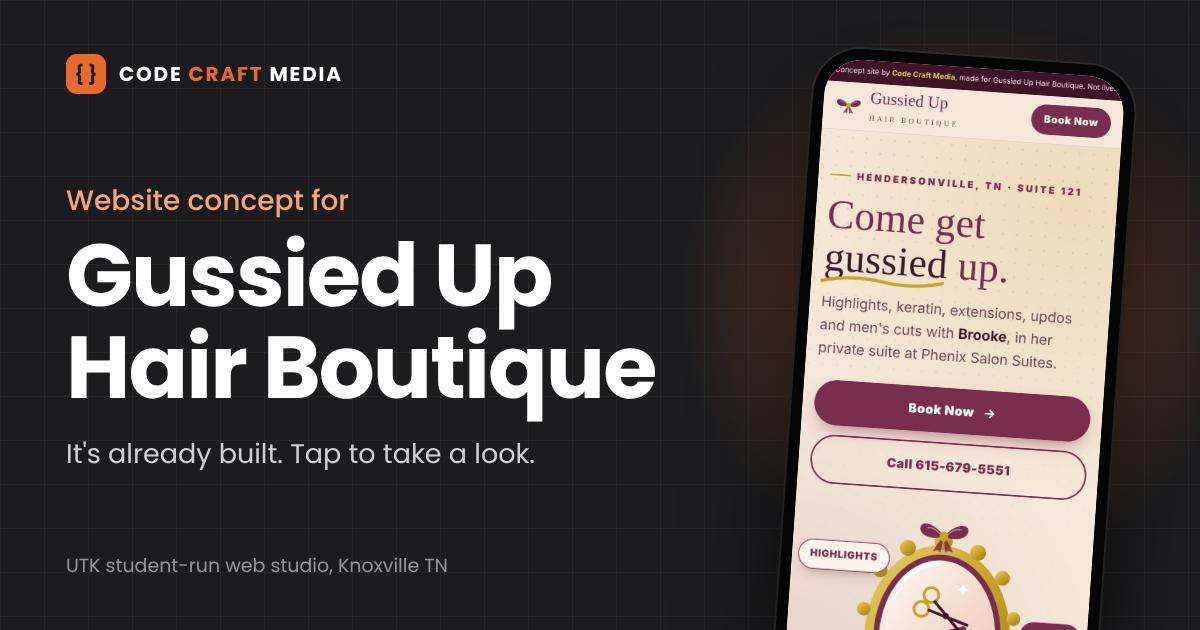 { } CODE CRAFT MEDIA
Website concept for
Gussied Up
Hair Boutique
It's already built. Tap to take a look.
UTK student-run web studio, Knoxville TN
Concept site by Code Craft Media, made for Gussied Up Hair Boutique. Not live.
Gussied Up
HAIR BOUTIQUE
Book Now
HENDERSONVILLE, TN · SUITE 121
Come get
gussied up.
Highlights, keratin, extensions, updos
and men's cuts with Brooke, in her
private suite at Phenix Salon Suites.
Book Now →
Call 615-679-5551
HIGHLIGHTS